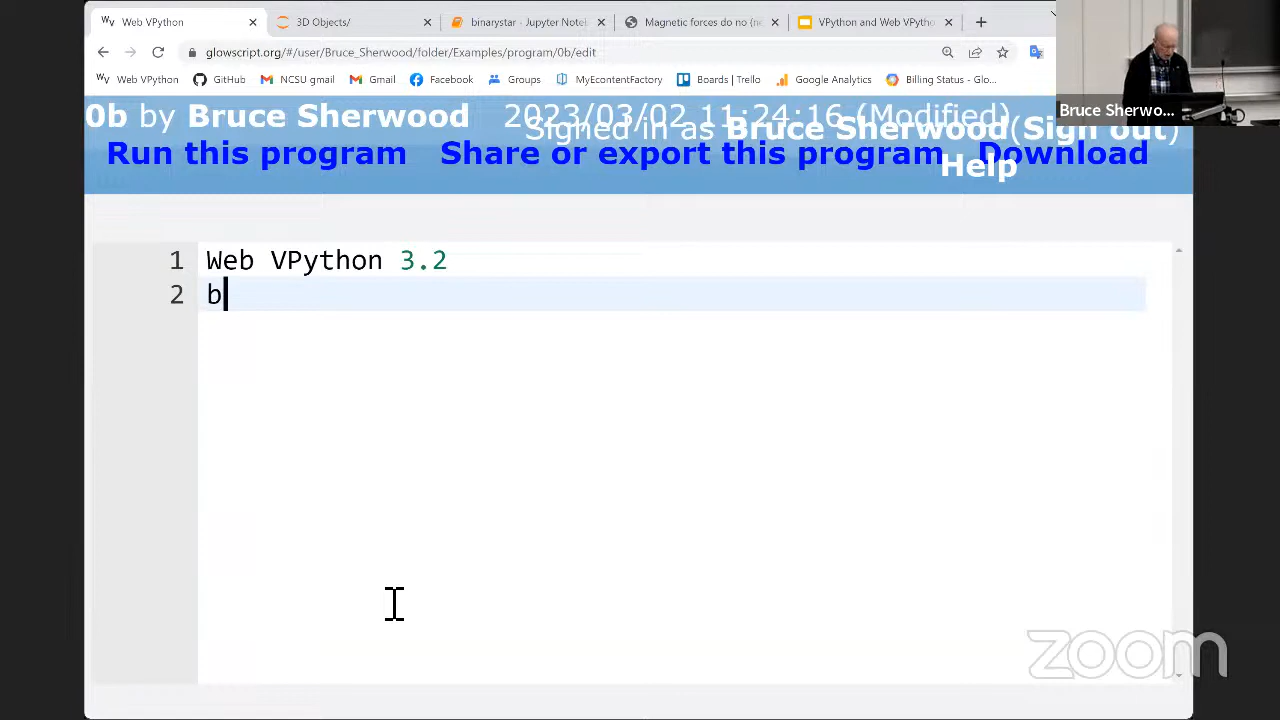 Web VPython
3D Objects/
binarystar - Jupyter Note
Magnetic forces do no (ne
VPython and Web VPytho
glowscript.org/#/user/Bruce_Sherwood/folder/Examples/program/0b/edit
Web VPython
GitHub
NCSU gmail
Gmail
Facebook
Groups
MyEcontentFactory
Boards | Trello
Google Analytics
Billing Status - Glo...
Bruce Sherwo...
0b by Bruce Sherwood
2023/03/02 11:24:16 (Modified)
Signed in as Bruce Sherwood(Sign out)
Run this program
Share or export this program
Download
Help
1 Web VPython 3.2
2 b
zoom